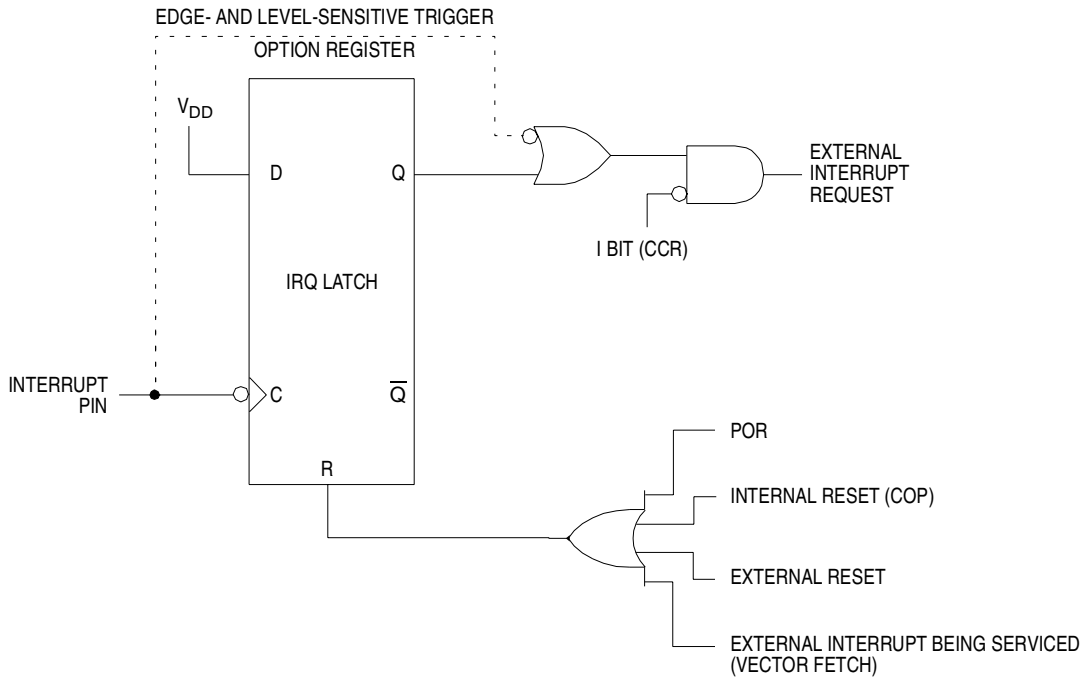 EDGE- AND LEVEL-SENSITIVE TRIGGER
OPTION REGISTER
VDD
D
Q
EXTERNAL
INTERRUPT
REQUEST
I BIT (CCR)
IRQ LATCH
INTERRUPT
PIN
C
Q̅
R
POR
INTERNAL RESET (COP)
EXTERNAL RESET
EXTERNAL INTERRUPT BEING SERVICED
(VECTOR FETCH)